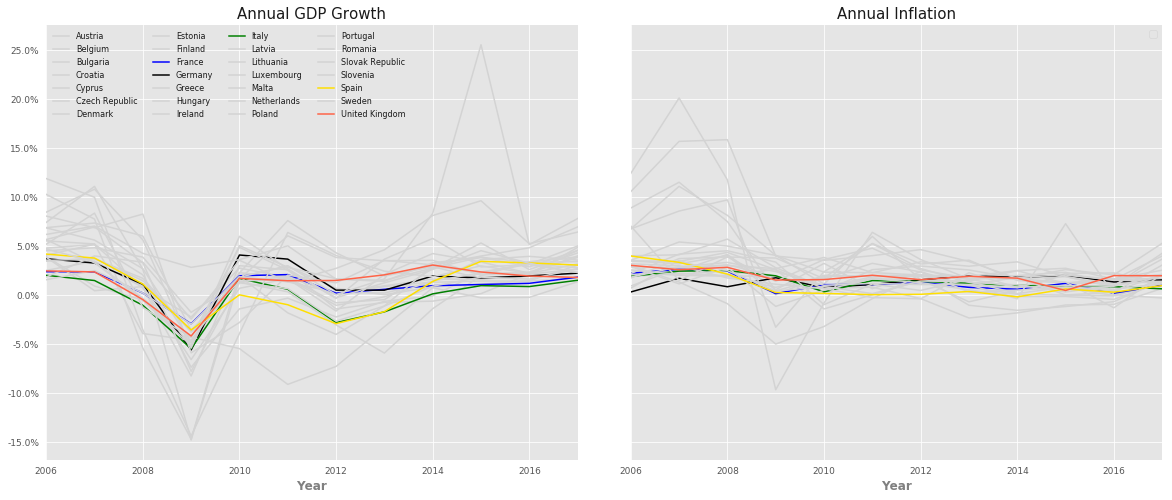 Annual GDP Growth
Austria
Belgium
Bulgaria
Croatia
Cyprus
Czech Republic
Denmark
Estonia
Finland
France
Germany
Greece
Hungary
Ireland
Italy
Latvia
Lithuania
Luxembourg
Malta
Netherlands
Poland
Portugal
Romania
Slovak Republic
Slovenia
Spain
Sweden
United Kingdom
25.0%
20.0%
15.0%
10.0%
5.0%
0.0%
-5.0%
-10.0%
-15.0%
2006 2008 2010 2012 2014 2016
Year
Annual Inflation
2006 2008 2010 2012 2014 2016
Year